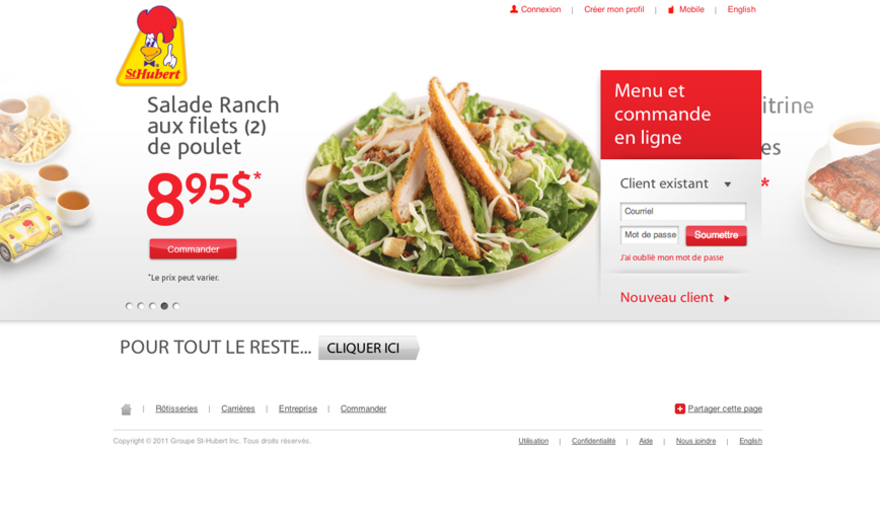 Connexion | Créer mon profil | Mobile | English
StHubert
Salade Ranch
aux filets (2)
de poulet
8 95$*
Commander
*Le prix peut varier.
Menu et
commande
en ligne
Client existant
Courriel
Mot de passe
Soumettre
J'ai oublié mon mot de passe
Nouveau client
itrine
es
*
POUR TOUT LE RESTE... CLIQUER ICI
Rôtisseries | Carrières | Entreprise | Commander
Partager cette page
Copyright © 2011 Groupe St-Hubert Inc. Tous droits réservés.
Utilisation | Confidentialité | Aide | Nous joindre | English